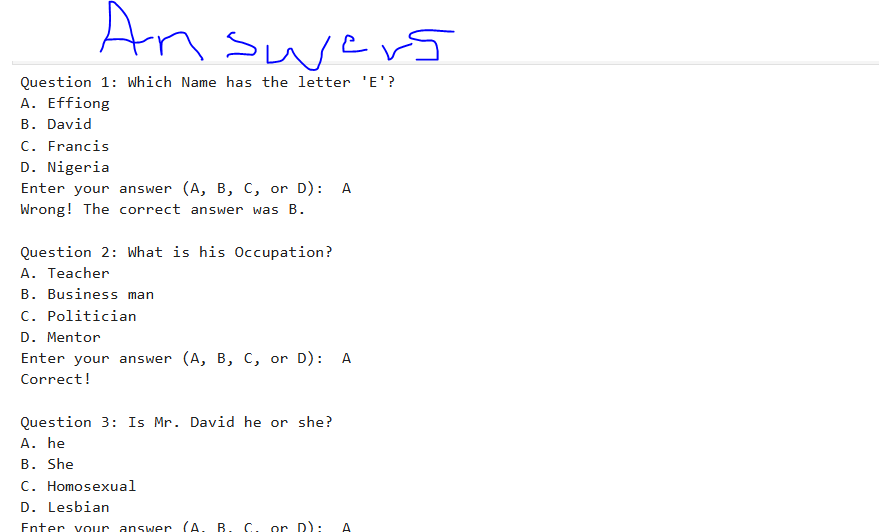 Answers
Question 1: Which Name has the letter 'E'?
A. Effiong
B. David
C. Francis
D. Nigeria
Enter your answer (A, B, C, or D):  A
Wrong! The correct answer was B.
Question 2: What is his Occupation?
A. Teacher
B. Business man
C. Politician
D. Mentor
Enter your answer (A, B, C, or D):  A
Correct!
Question 3: Is Mr. David he or she?
A. he
B. She
C. Homosexual
D. Lesbian
Enter your answer (A, B, C, or D):  A